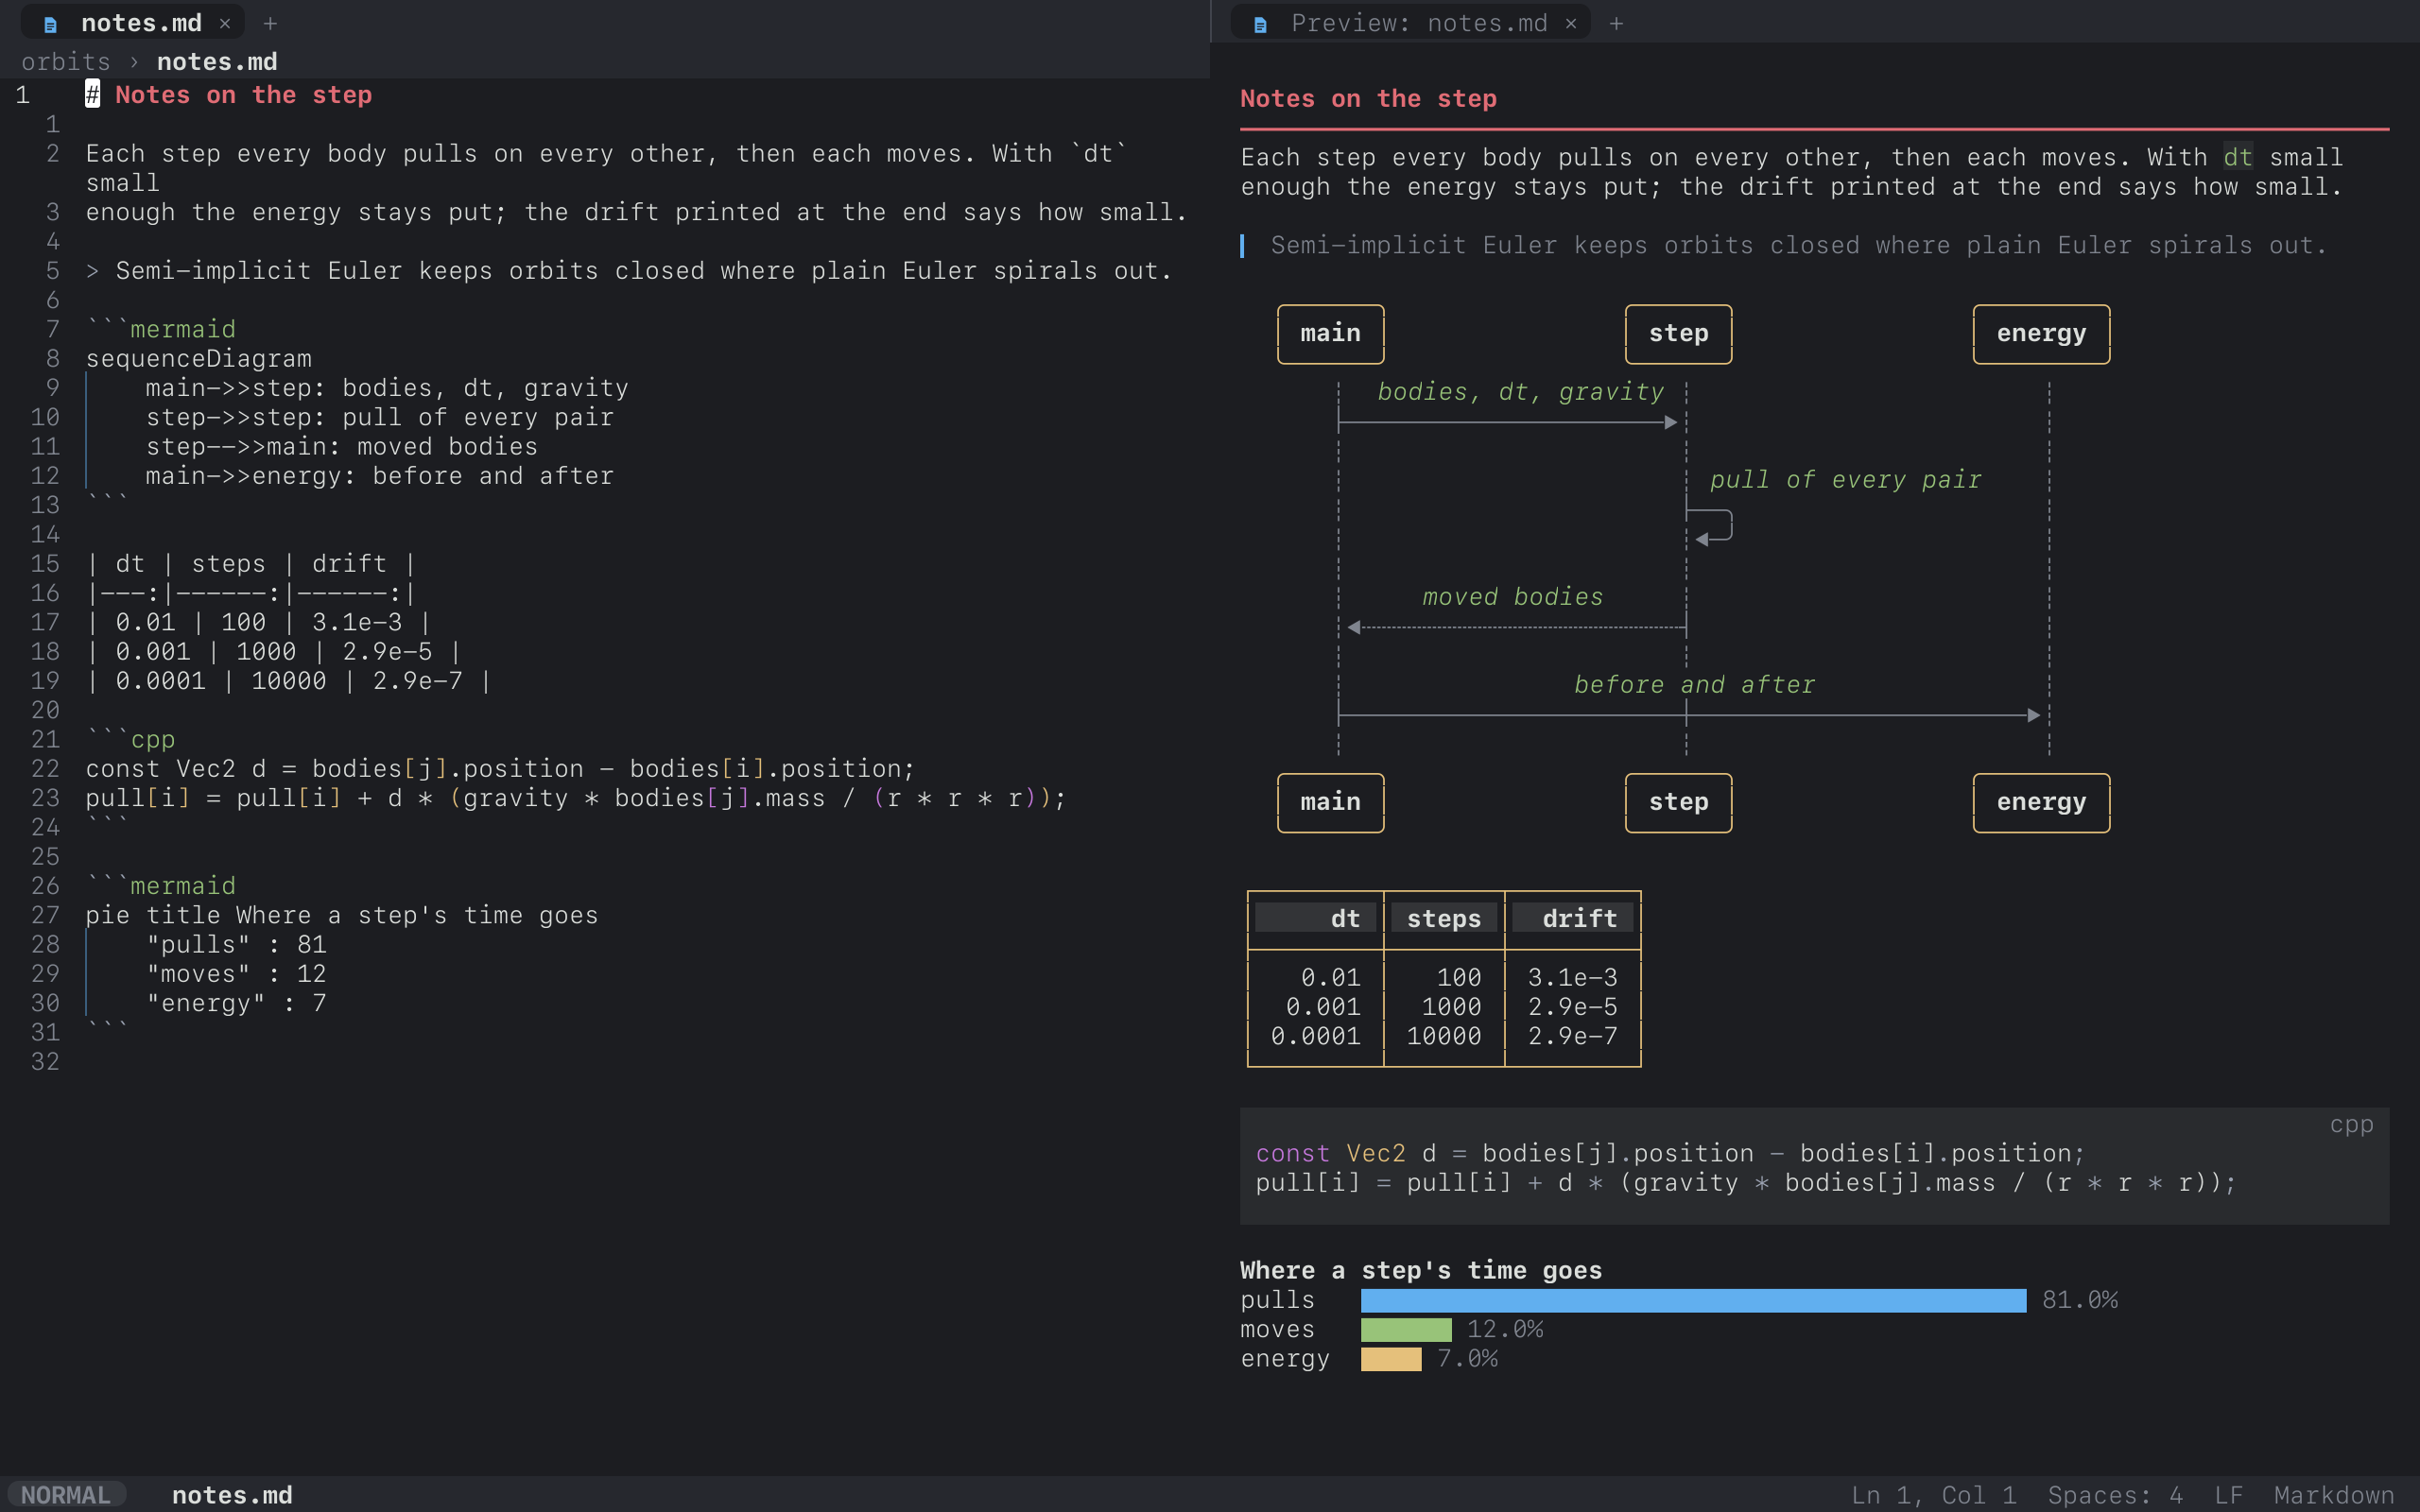 notes.md × +
orbits › notes.md
1 # Notes on the step
1
2 Each step every body pulls on every other, then each moves. With `dt`
small
3 enough the energy stays put; the drift printed at the end says how small.
4
5 > Semi-implicit Euler keeps orbits closed where plain Euler spirals out.
6
7 ```mermaid
8 sequenceDiagram
9     main->>step: bodies, dt, gravity
10     step->>step: pull of every pair
11     step-->>main: moved bodies
12     main->>energy: before and after
13 ```
14
15 | dt | steps | drift |
16 |---:|------:|------:|
17 | 0.01 | 100 | 3.1e-3 |
18 | 0.001 | 1000 | 2.9e-5 |
19 | 0.0001 | 10000 | 2.9e-7 |
20
21 ```cpp
22 const Vec2 d = bodies[j].position - bodies[i].position;
23 pull[i] = pull[i] + d * (gravity * bodies[j].mass / (r * r * r));
24 ```
25
26 ```mermaid
27 pie title Where a step's time goes
28     "pulls" : 81
29     "moves" : 12
30     "energy" : 7
31 ```
32
Preview: notes.md × +
Notes on the step
Each step every body pulls on every other, then each moves. With dt small
enough the energy stays put; the drift printed at the end says how small.
Semi-implicit Euler keeps orbits closed where plain Euler spirals out.
main step energy
bodies, dt, gravity
pull of every pair
moved bodies
before and after
main step energy
dt steps drift
0.01 100 3.1e-3
0.001 1000 2.9e-5
0.0001 10000 2.9e-7
cpp
const Vec2 d = bodies[j].position - bodies[i].position;
pull[i] = pull[i] + d * (gravity * bodies[j].mass / (r * r * r));
Where a step's time goes
pulls 81.0%
moves 12.0%
energy 7.0%
NORMAL notes.md Ln 1, Col 1 Spaces: 4 LF Markdown